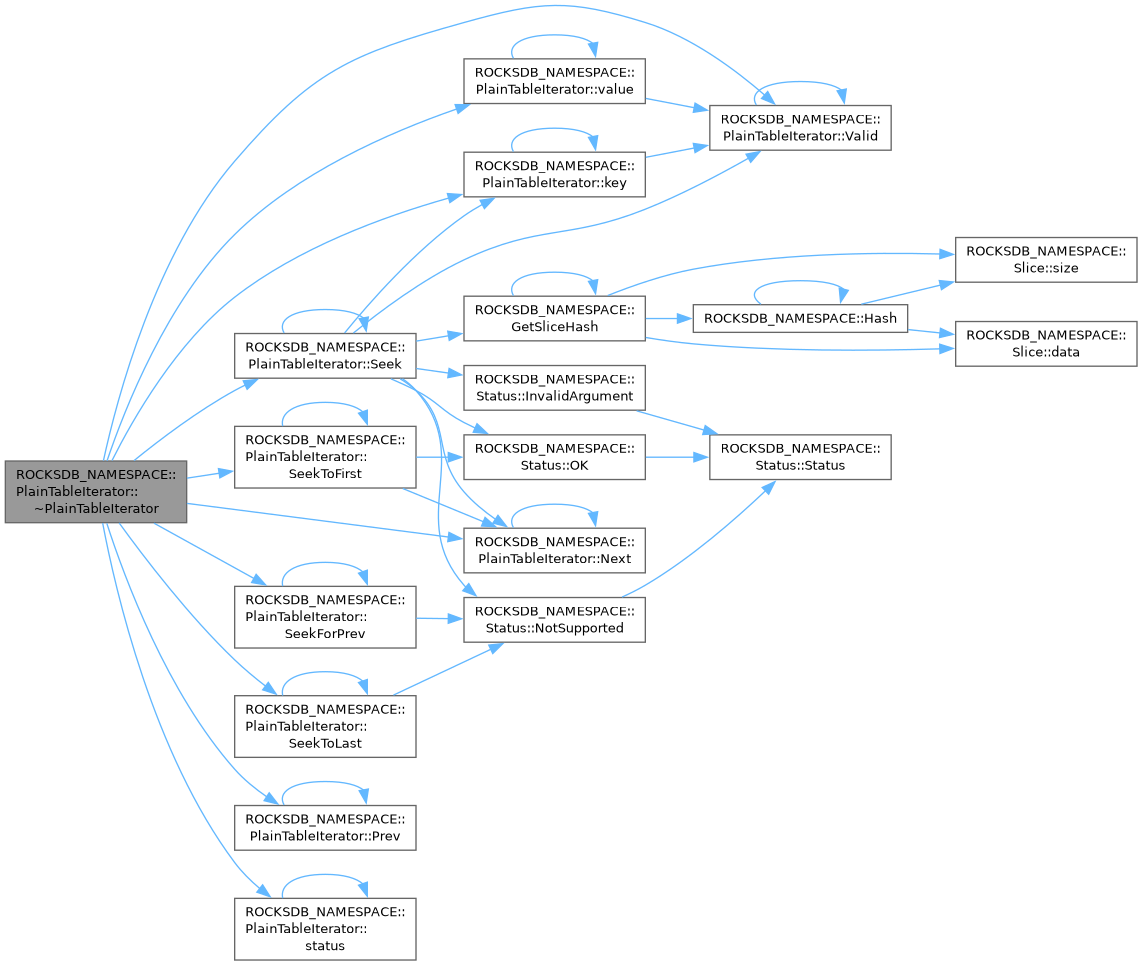 ROCKSDB_NAMESPACE::
PlainTableIterator::
~PlainTableIterator
ROCKSDB_NAMESPACE::
PlainTableIterator::value
ROCKSDB_NAMESPACE::
PlainTableIterator::Valid
ROCKSDB_NAMESPACE::
PlainTableIterator::key
ROCKSDB_NAMESPACE::
PlainTableIterator::Seek
ROCKSDB_NAMESPACE::
GetSliceHash
ROCKSDB_NAMESPACE::Hash
ROCKSDB_NAMESPACE::
Slice::size
ROCKSDB_NAMESPACE::
Slice::data
ROCKSDB_NAMESPACE::
Status::InvalidArgument
ROCKSDB_NAMESPACE::
Status::OK
ROCKSDB_NAMESPACE::
Status::Status
ROCKSDB_NAMESPACE::
PlainTableIterator::
SeekToFirst
ROCKSDB_NAMESPACE::
PlainTableIterator::Next
ROCKSDB_NAMESPACE::
PlainTableIterator::
SeekForPrev
ROCKSDB_NAMESPACE::
Status::NotSupported
ROCKSDB_NAMESPACE::
PlainTableIterator::
SeekToLast
ROCKSDB_NAMESPACE::
PlainTableIterator::Prev
ROCKSDB_NAMESPACE::
PlainTableIterator::
status